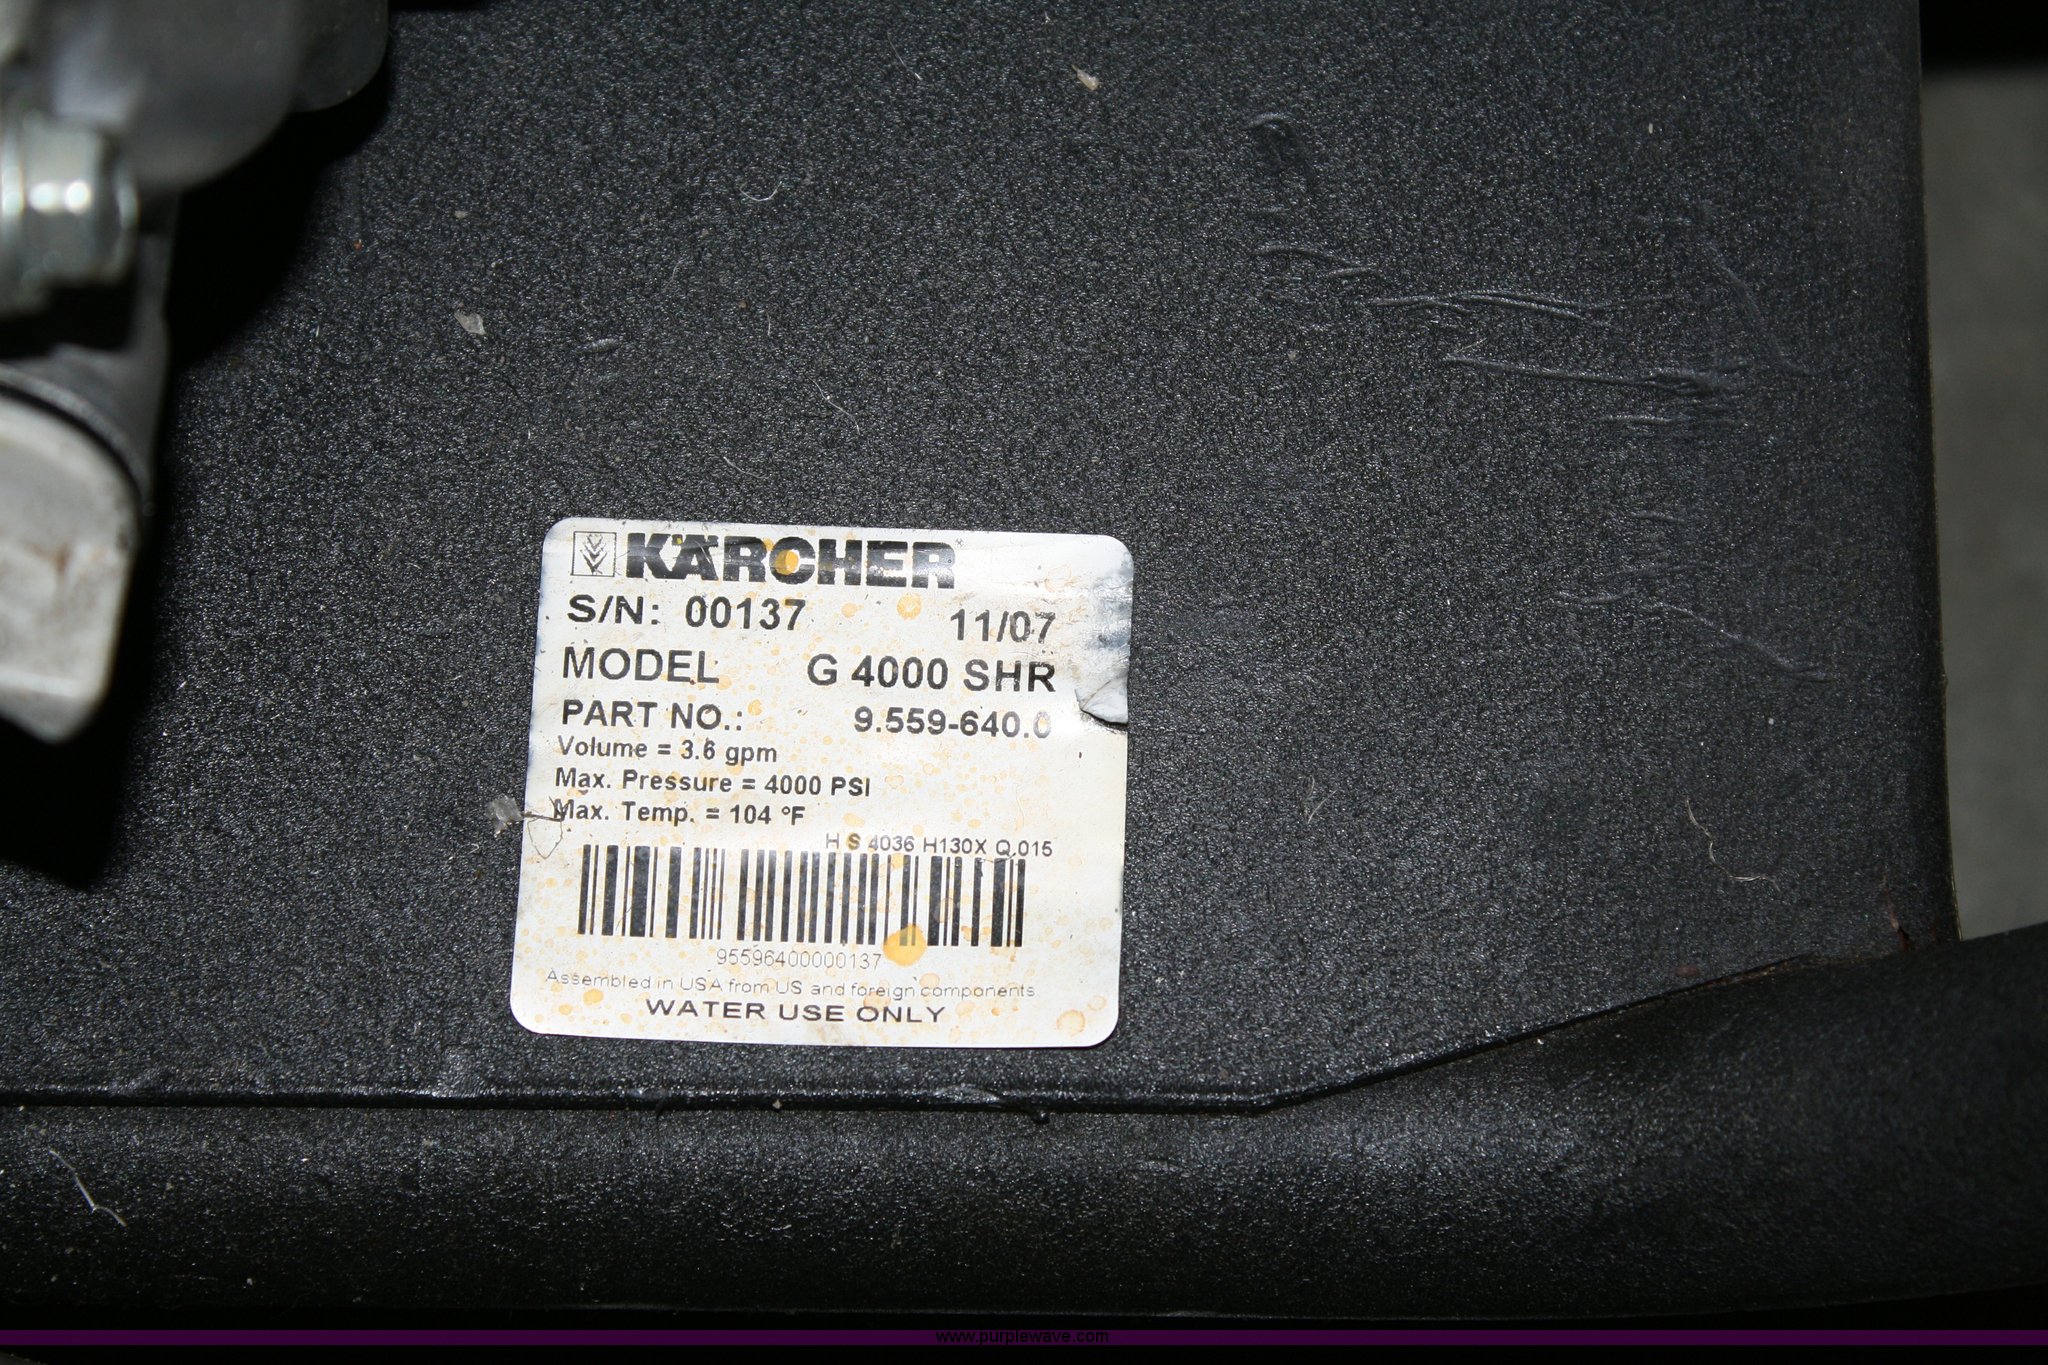 KÄRCHER
S/N: 00137 11/07
MODEL G 4000 SHR
PART NO.: 9.559-640.0
Volume = 3.6 gpm
Max. Pressure = 4000 PSI
Max. Temp. = 104 °F
H S 4036 H130X Q.015
95596400000137
Assembled in USA from US and foreign components
WATER USE ONLY
www.purplewave.com